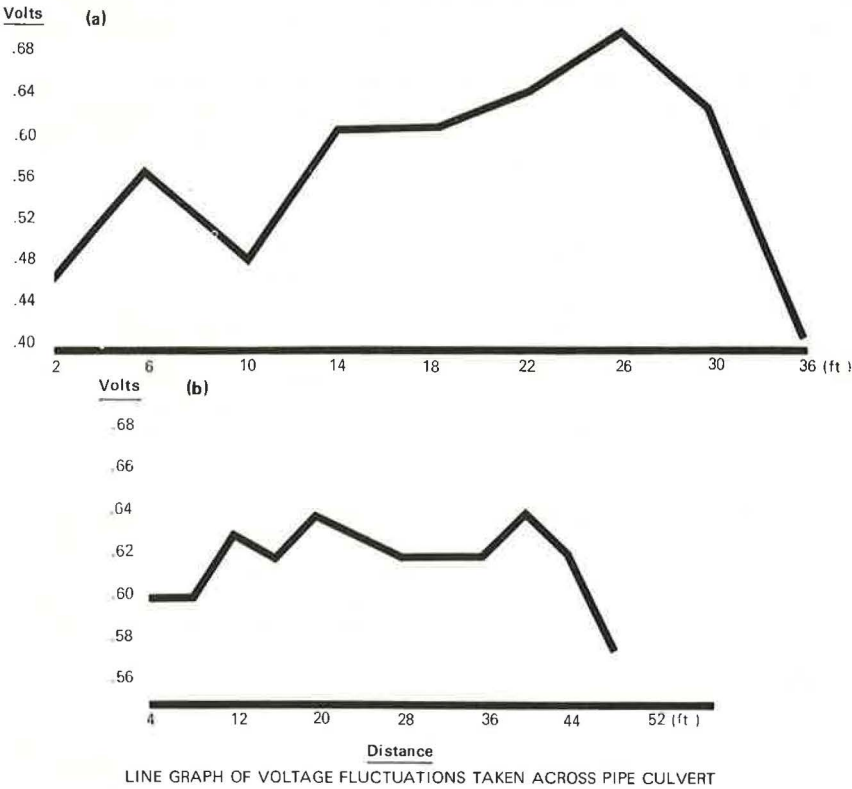 Volts (a)
.68
.64
.60
.56
.52
.48
.44
.40
2 6 10 14 18 22 26 30 36 (ft)
Volts (b)
.68
.66
.64
.62
.60
.58
.56
4 12 20 28 36 44 52 (ft)
Distance
LINE GRAPH OF VOLTAGE FLUCTUATIONS TAKEN ACROSS PIPE CULVERT